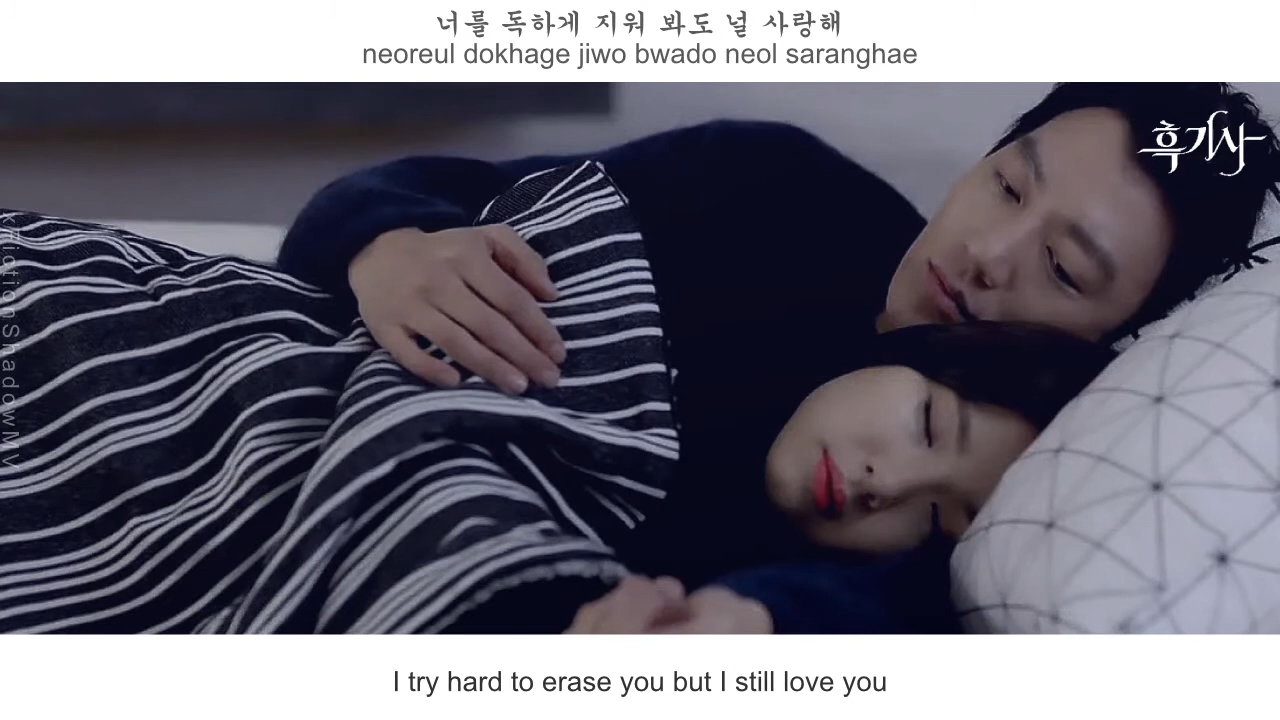 너를 독하게 지워 봐도 널 사랑해
neoreul dokhage jiwo bwado neol saranghae
흑기사
xMiotionShadowMV
I try hard to erase you but I still love you